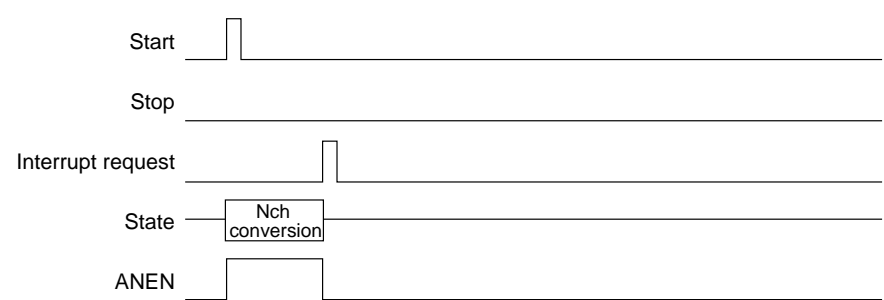 Start
Stop
Interrupt request
State
Nch
conversion
ANEN